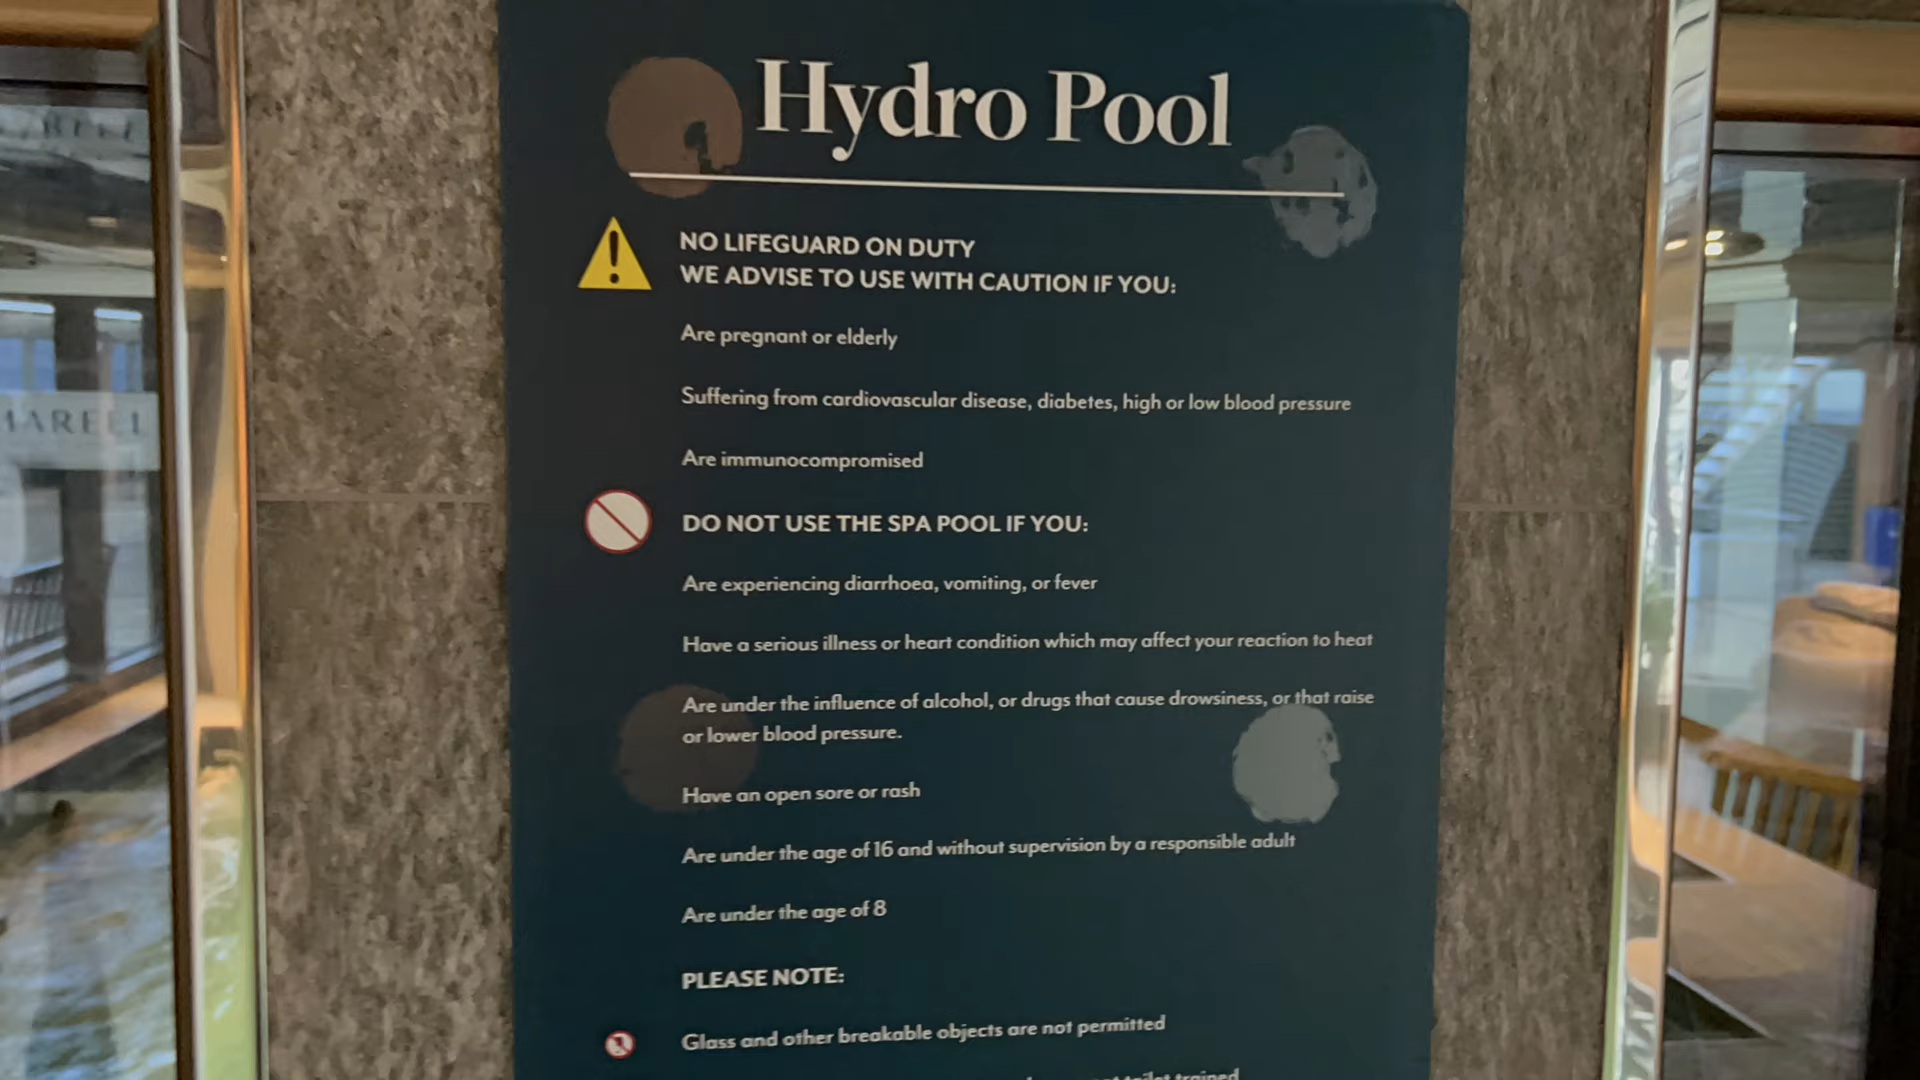 Hydro Pool
NO LIFEGUARD ON DUTY
WE ADVISE TO USE WITH CAUTION IF YOU:
Are pregnant or elderly
Suffering from cardiovascular disease, diabetes, high or low blood pressure
Are immunocompromised
DO NOT USE THE SPA POOL IF YOU:
Are experiencing diarrhoea, vomiting, or fever
Have a serious illness or heart condition which may affect your reaction to heat
Are under the influence of alcohol, or drugs that cause drowsiness, or that raise
or lower blood pressure.
Have an open sore or rash
Are under the age of 16 and without supervision by a responsible adult
Are under the age of 8
PLEASE NOTE:
Glass and other breakable objects are not permitted
toilet trained